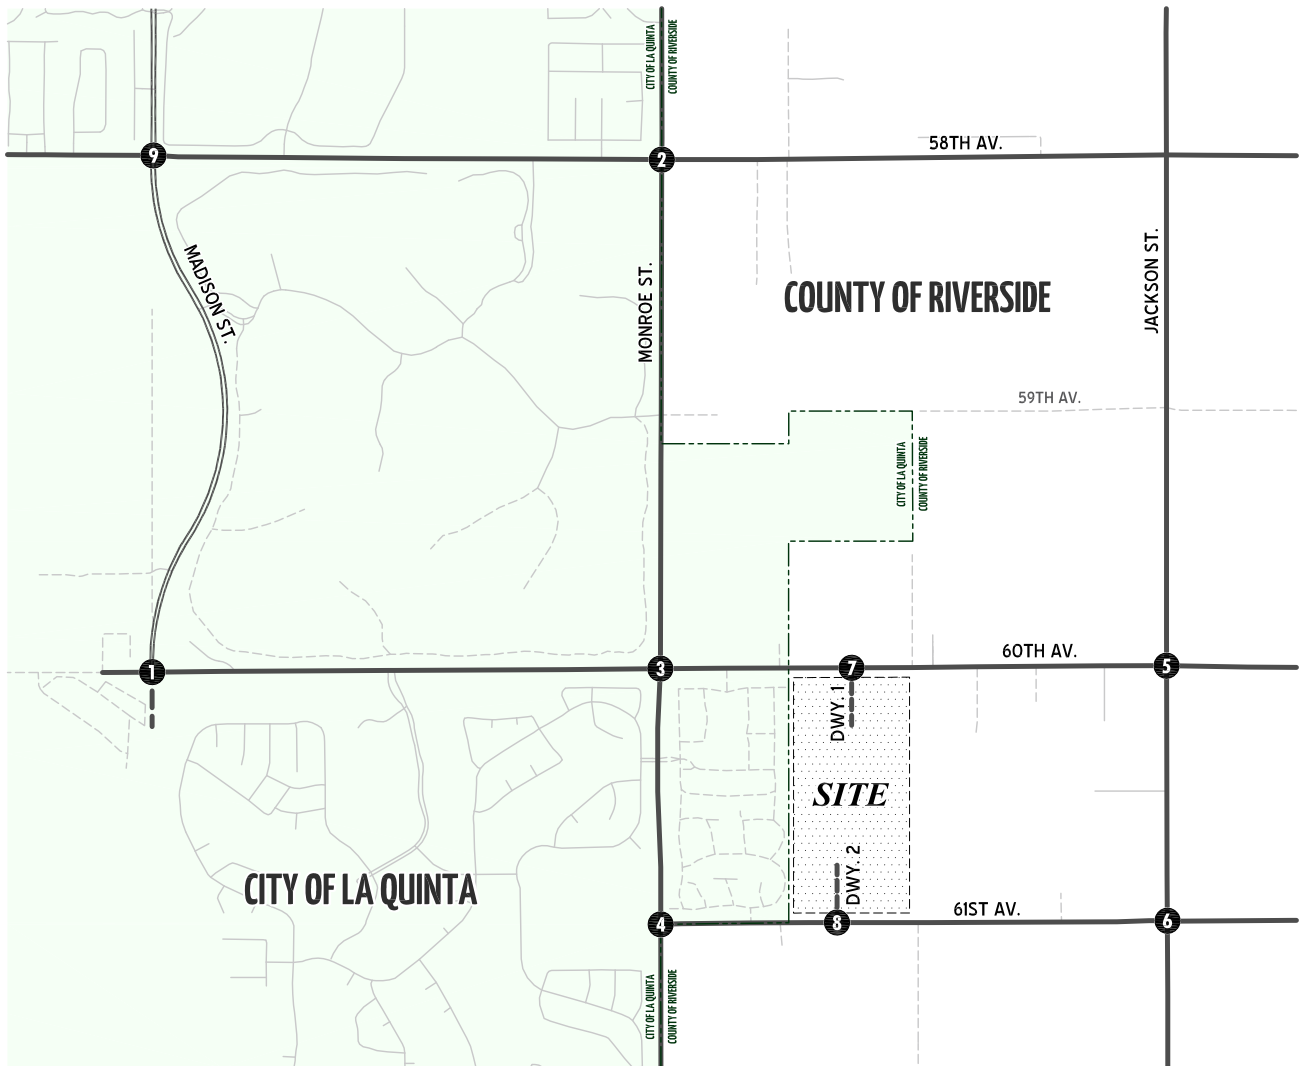 CITY OF LA QUINTA
COUNTY OF RIVERSIDE
58TH AV.
9
2
MADISON ST.
MONROE ST.
JACKSON ST.
COUNTY OF RIVERSIDE
59TH AV.
CITY OF LA QUINTA
COUNTY OF RIVERSIDE
60TH AV.
1
3
7
5
DWY. 1
SITE
DWY. 2
CITY OF LA QUINTA
61ST AV.
4
8
6
CITY OF LA QUINTA
COUNTY OF RIVERSIDE